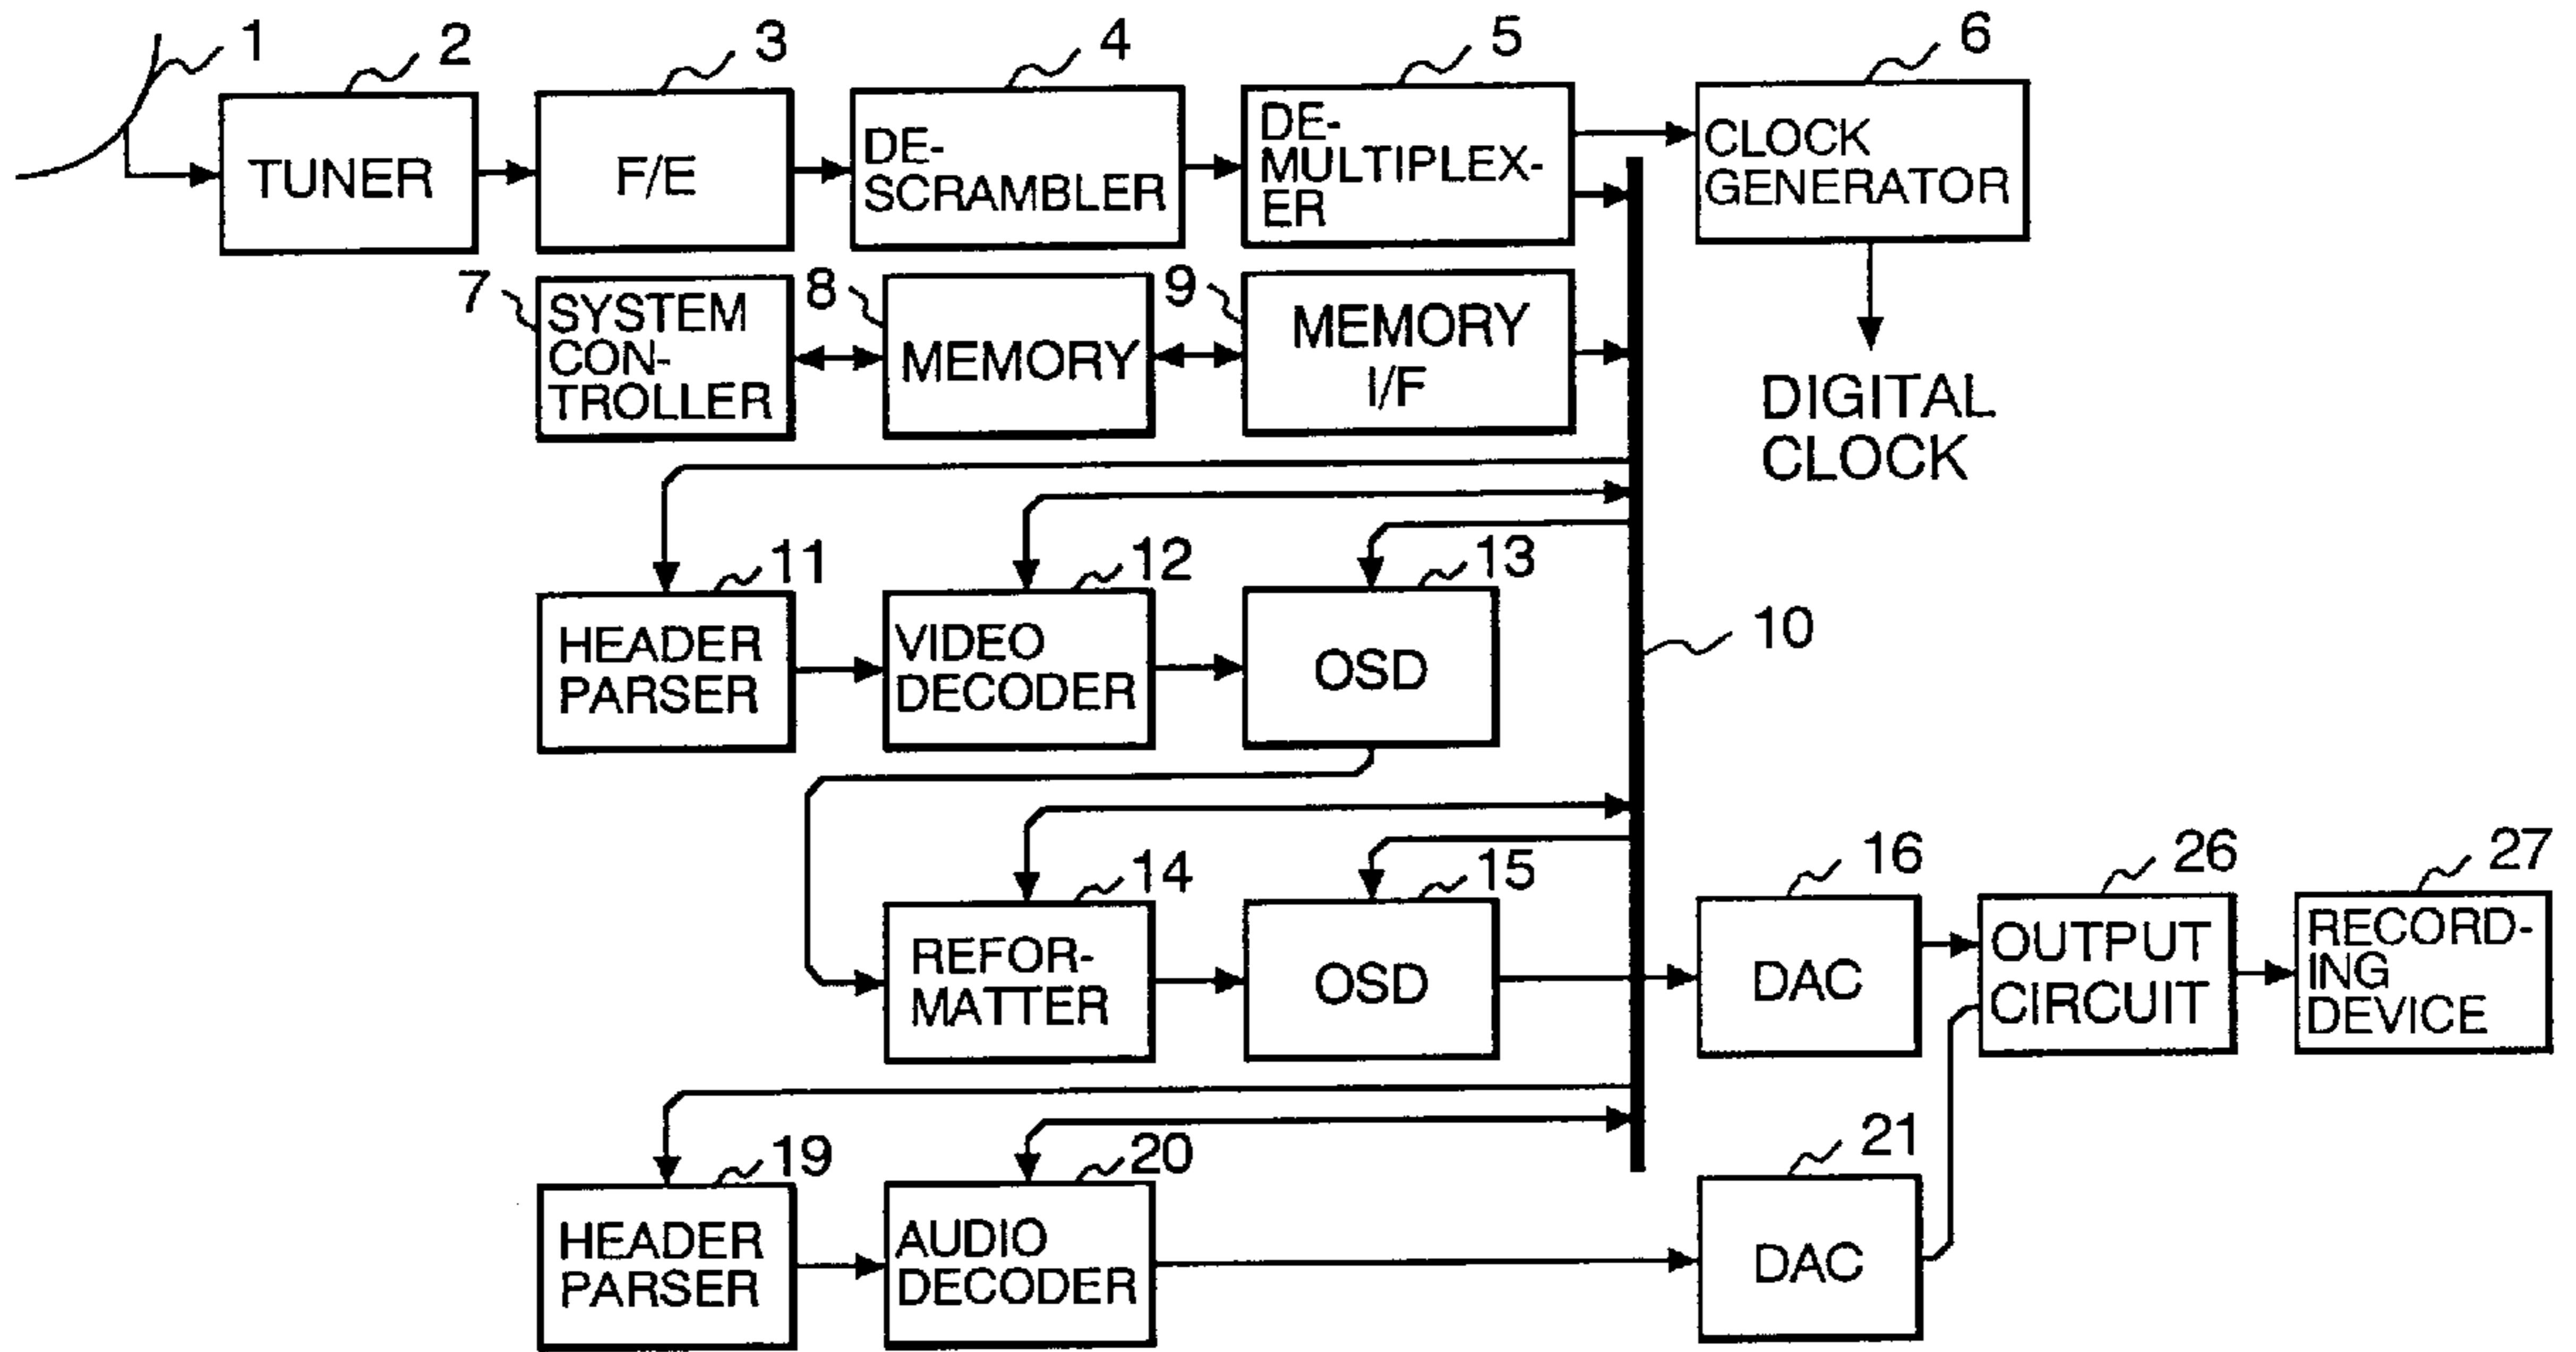 1
2
3
4
5
6
TUNER
F/E
DE-
SCRAMBLER
DE-
MULTIPLEX-
ER
CLOCK
GENERATOR
7
8
9
SYSTEM
CON-
TROLLER
MEMORY
MEMORY
I/F
DIGITAL
CLOCK
11
12
13
10
HEADER
PARSER
VIDEO
DECODER
OSD
14
15
16
26
27
REFOR-
MATTER
OSD
DAC
OUTPUT
CIRCUIT
RECORD-
ING
DEVICE
19
20
21
HEADER
PARSER
AUDIO
DECODER
DAC